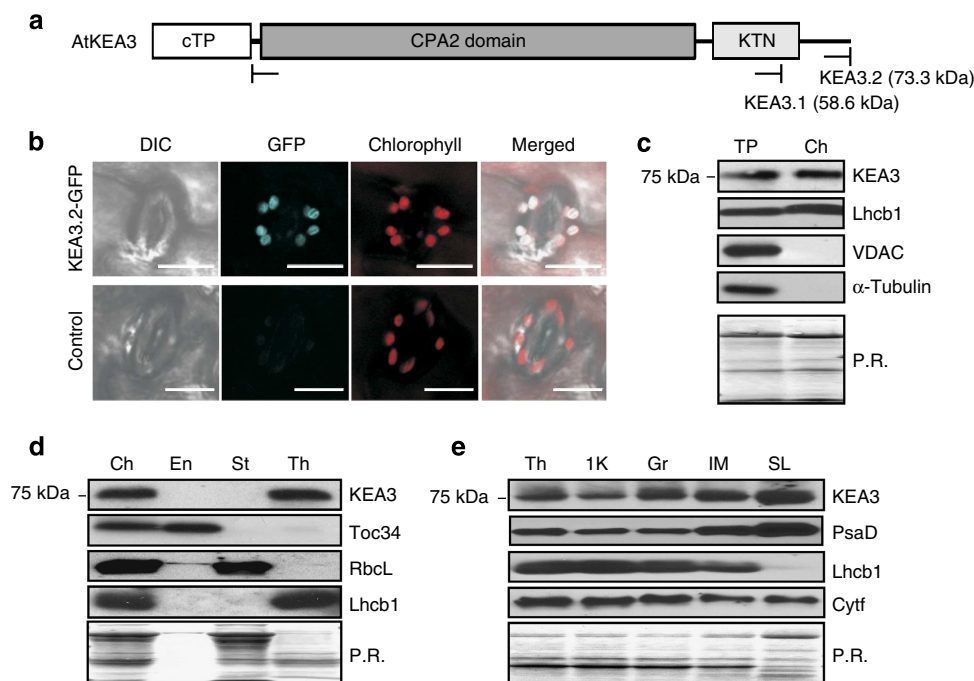 a
AtKEA3
cTP
CPA2 domain
KTN
KEA3.2 (73.3 kDa)
KEA3.1 (58.6 kDa)
b
DIC
GFP
Chlorophyll
Merged
KEA3.2-GFP
Control
c
TP
Ch
75 kDa
KEA3
Lhcb1
VDAC
α-Tubulin
P.R.
d
Ch
En
St
Th
75 kDa
KEA3
Toc34
RbcL
Lhcb1
P.R.
e
Th
1K
Gr
IM
SL
75 kDa
KEA3
PsaD
Lhcb1
Cytf
P.R.